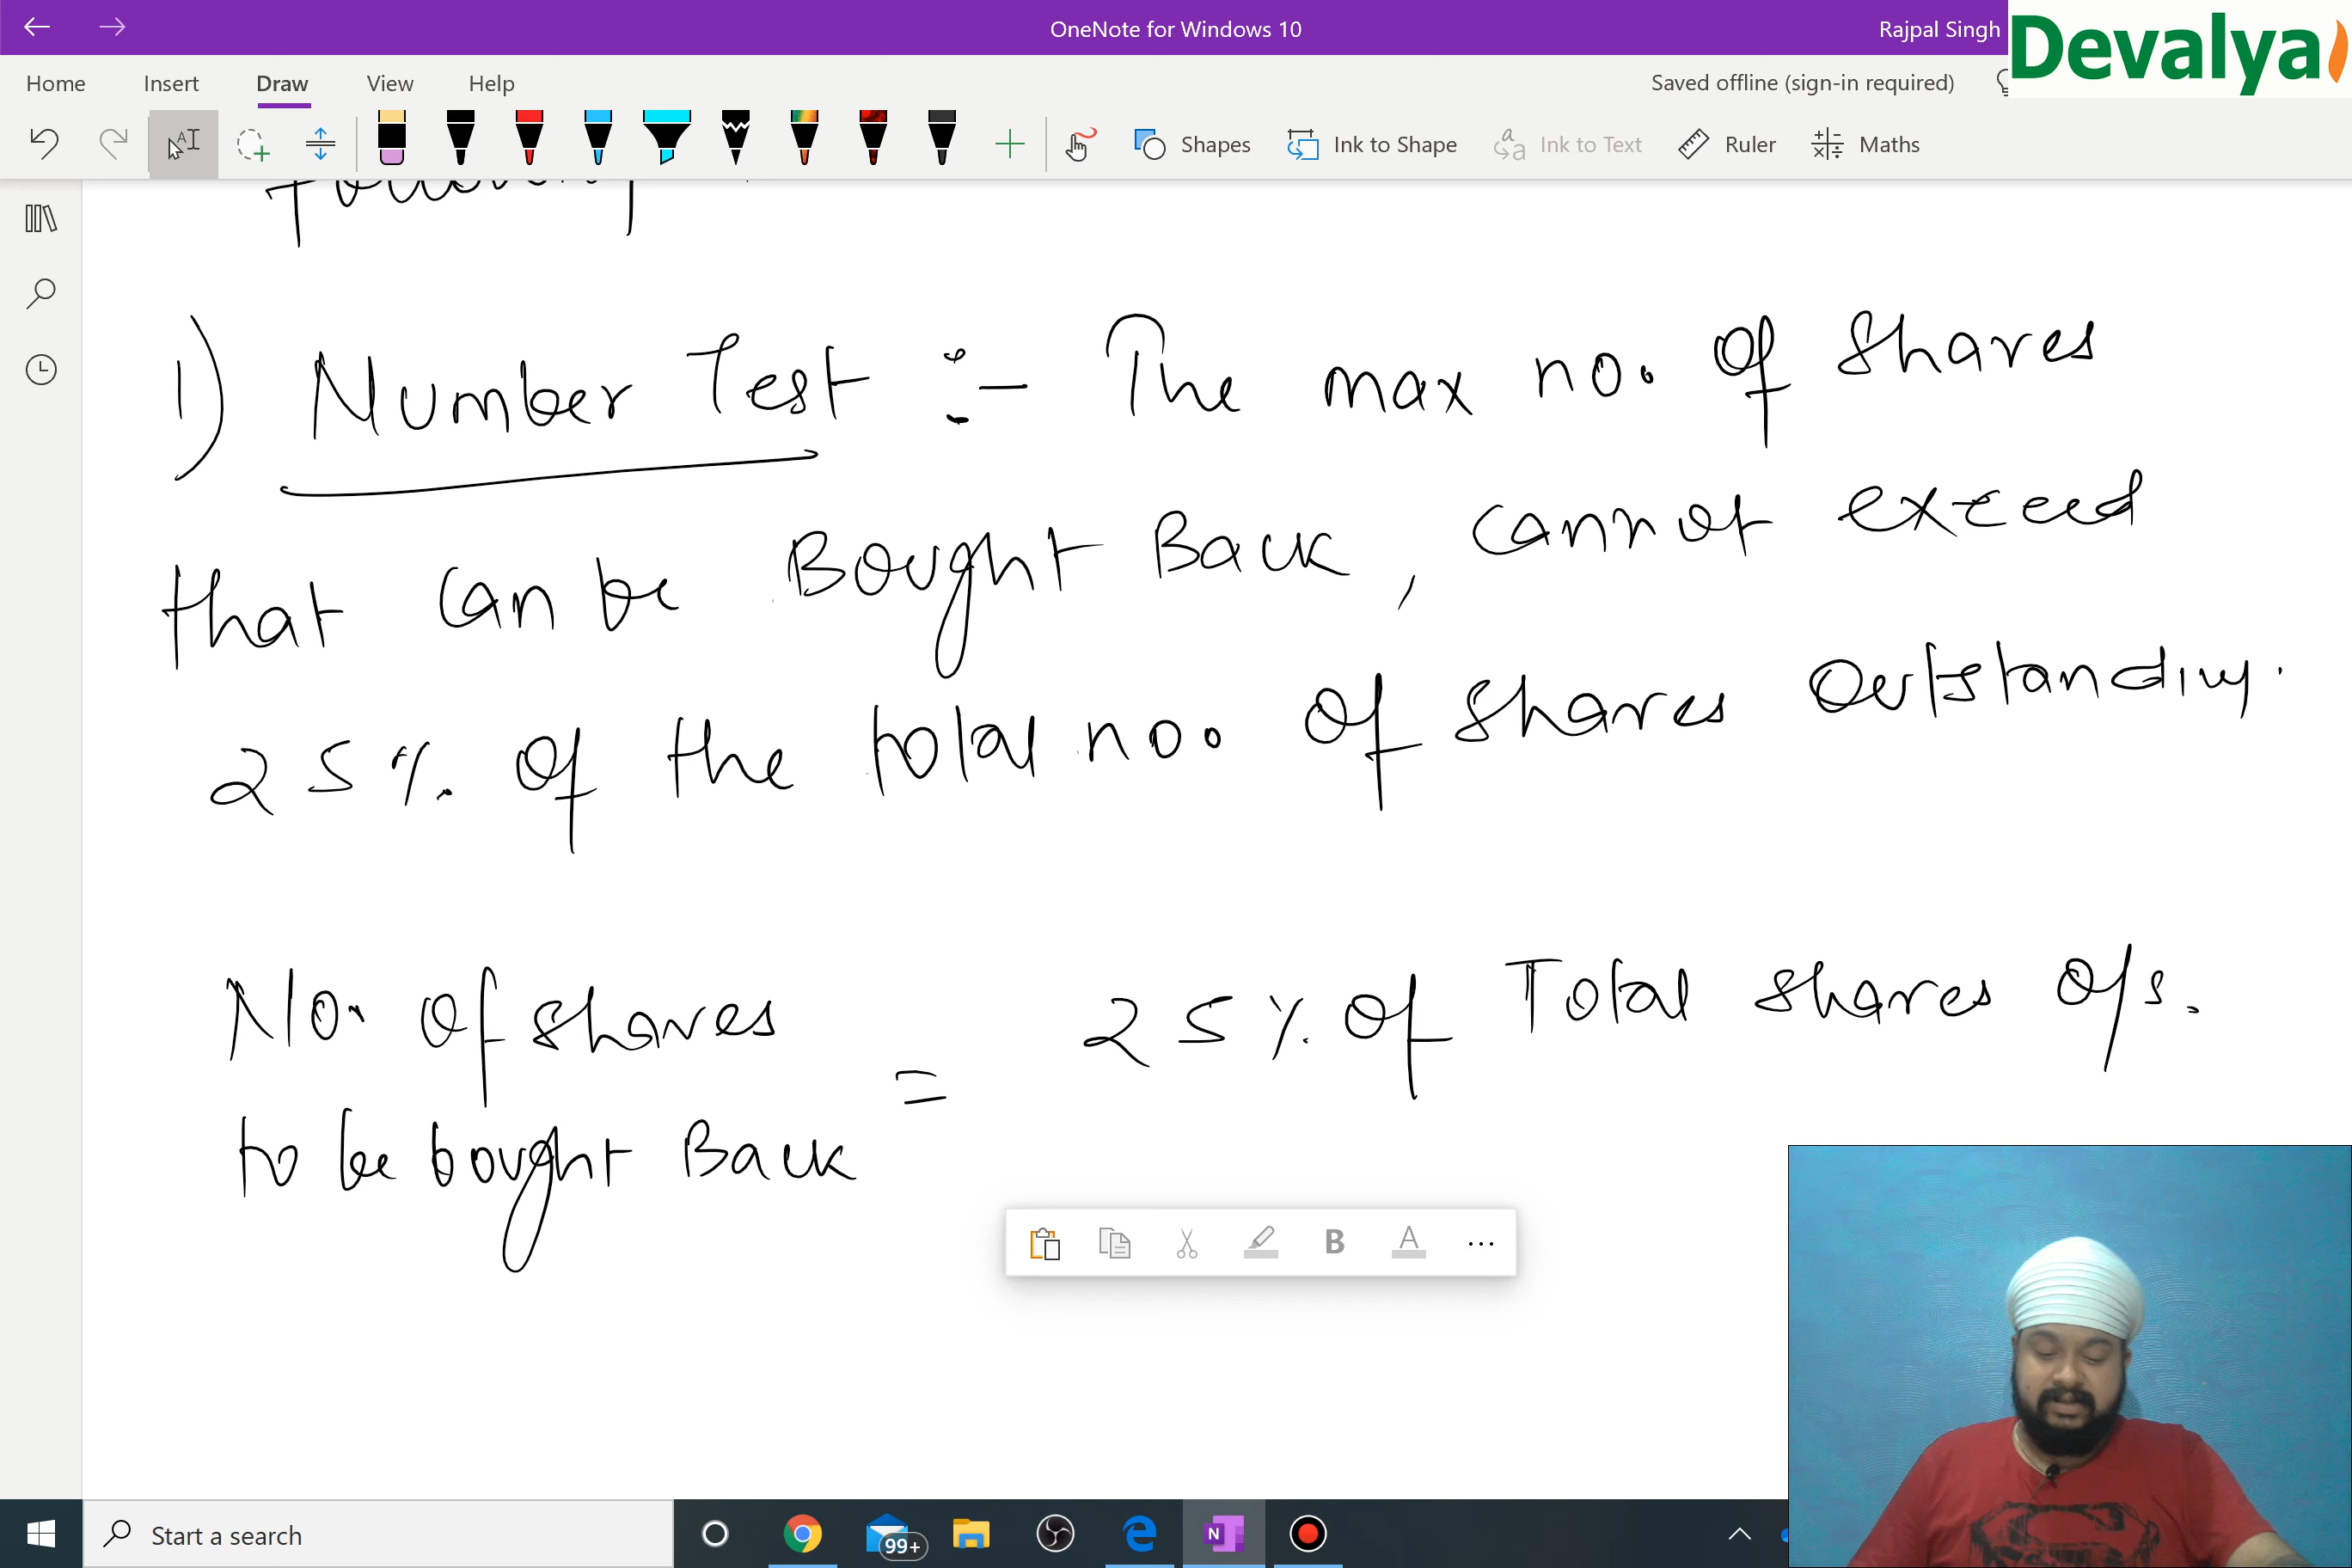 OneNote for Windows 10
Rajpal Singh
Devalya
Home Insert Draw View Help
Saved offline (sign-in required)
Shapes Ink to Shape Ink to Text Ruler Maths
1) Number Test :- The max no. of shares
that can be Bought Back, cannot exceed
25%. of the total no. of shares outstanding.
No. of shares = 25%. of Total shares o/s.
to be bought Back
B A ...
Start a search
99+
N